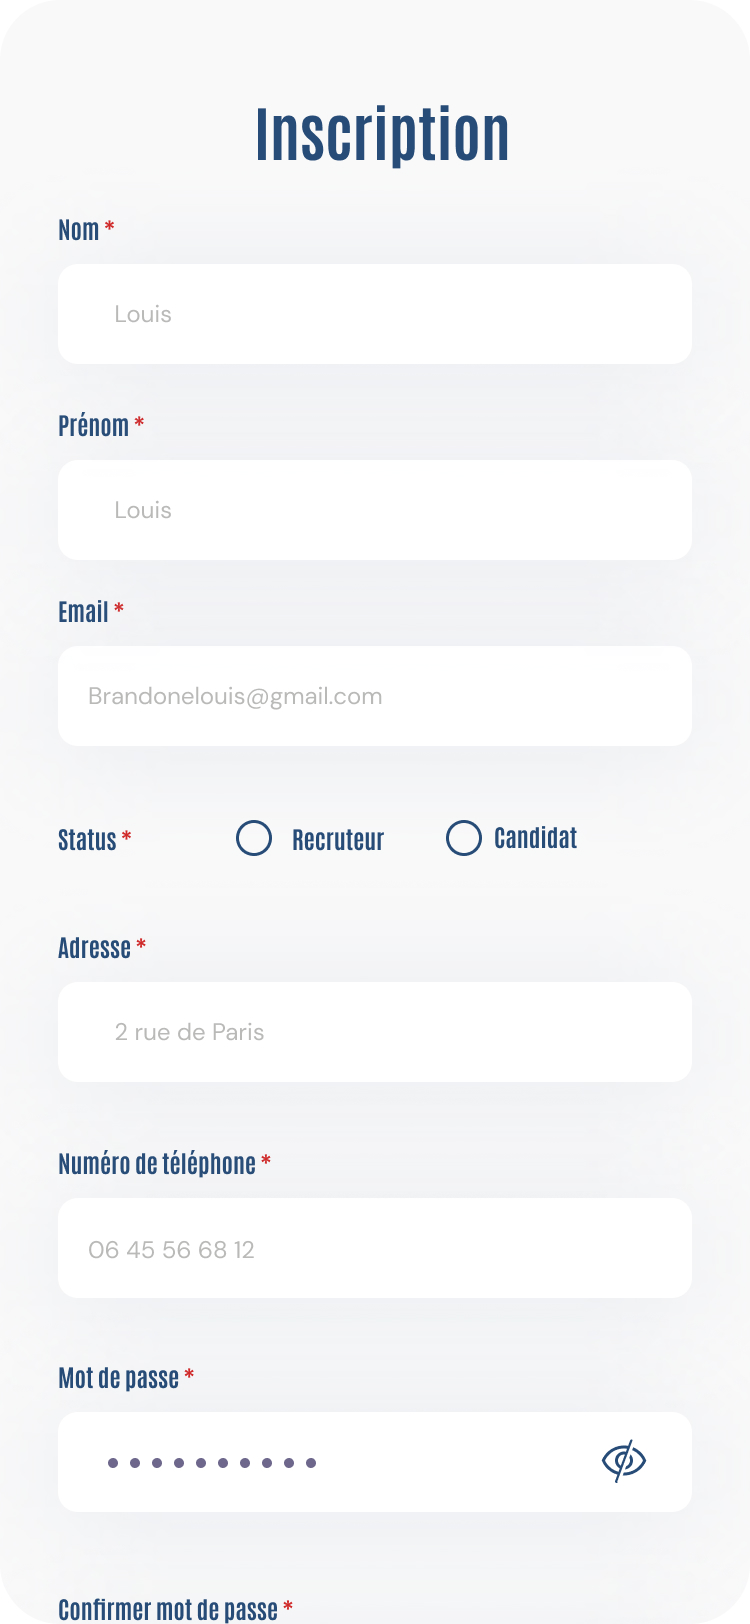 Inscription
Nom *
Louis
Prénom *
Louis
Email *
Brandonelouis@gmail.com
Status * Recruteur Candidat
Adresse *
2 rue de Paris
Numéro de téléphone *
06 45 56 68 12
Mot de passe *
Confirmer mot de passe *